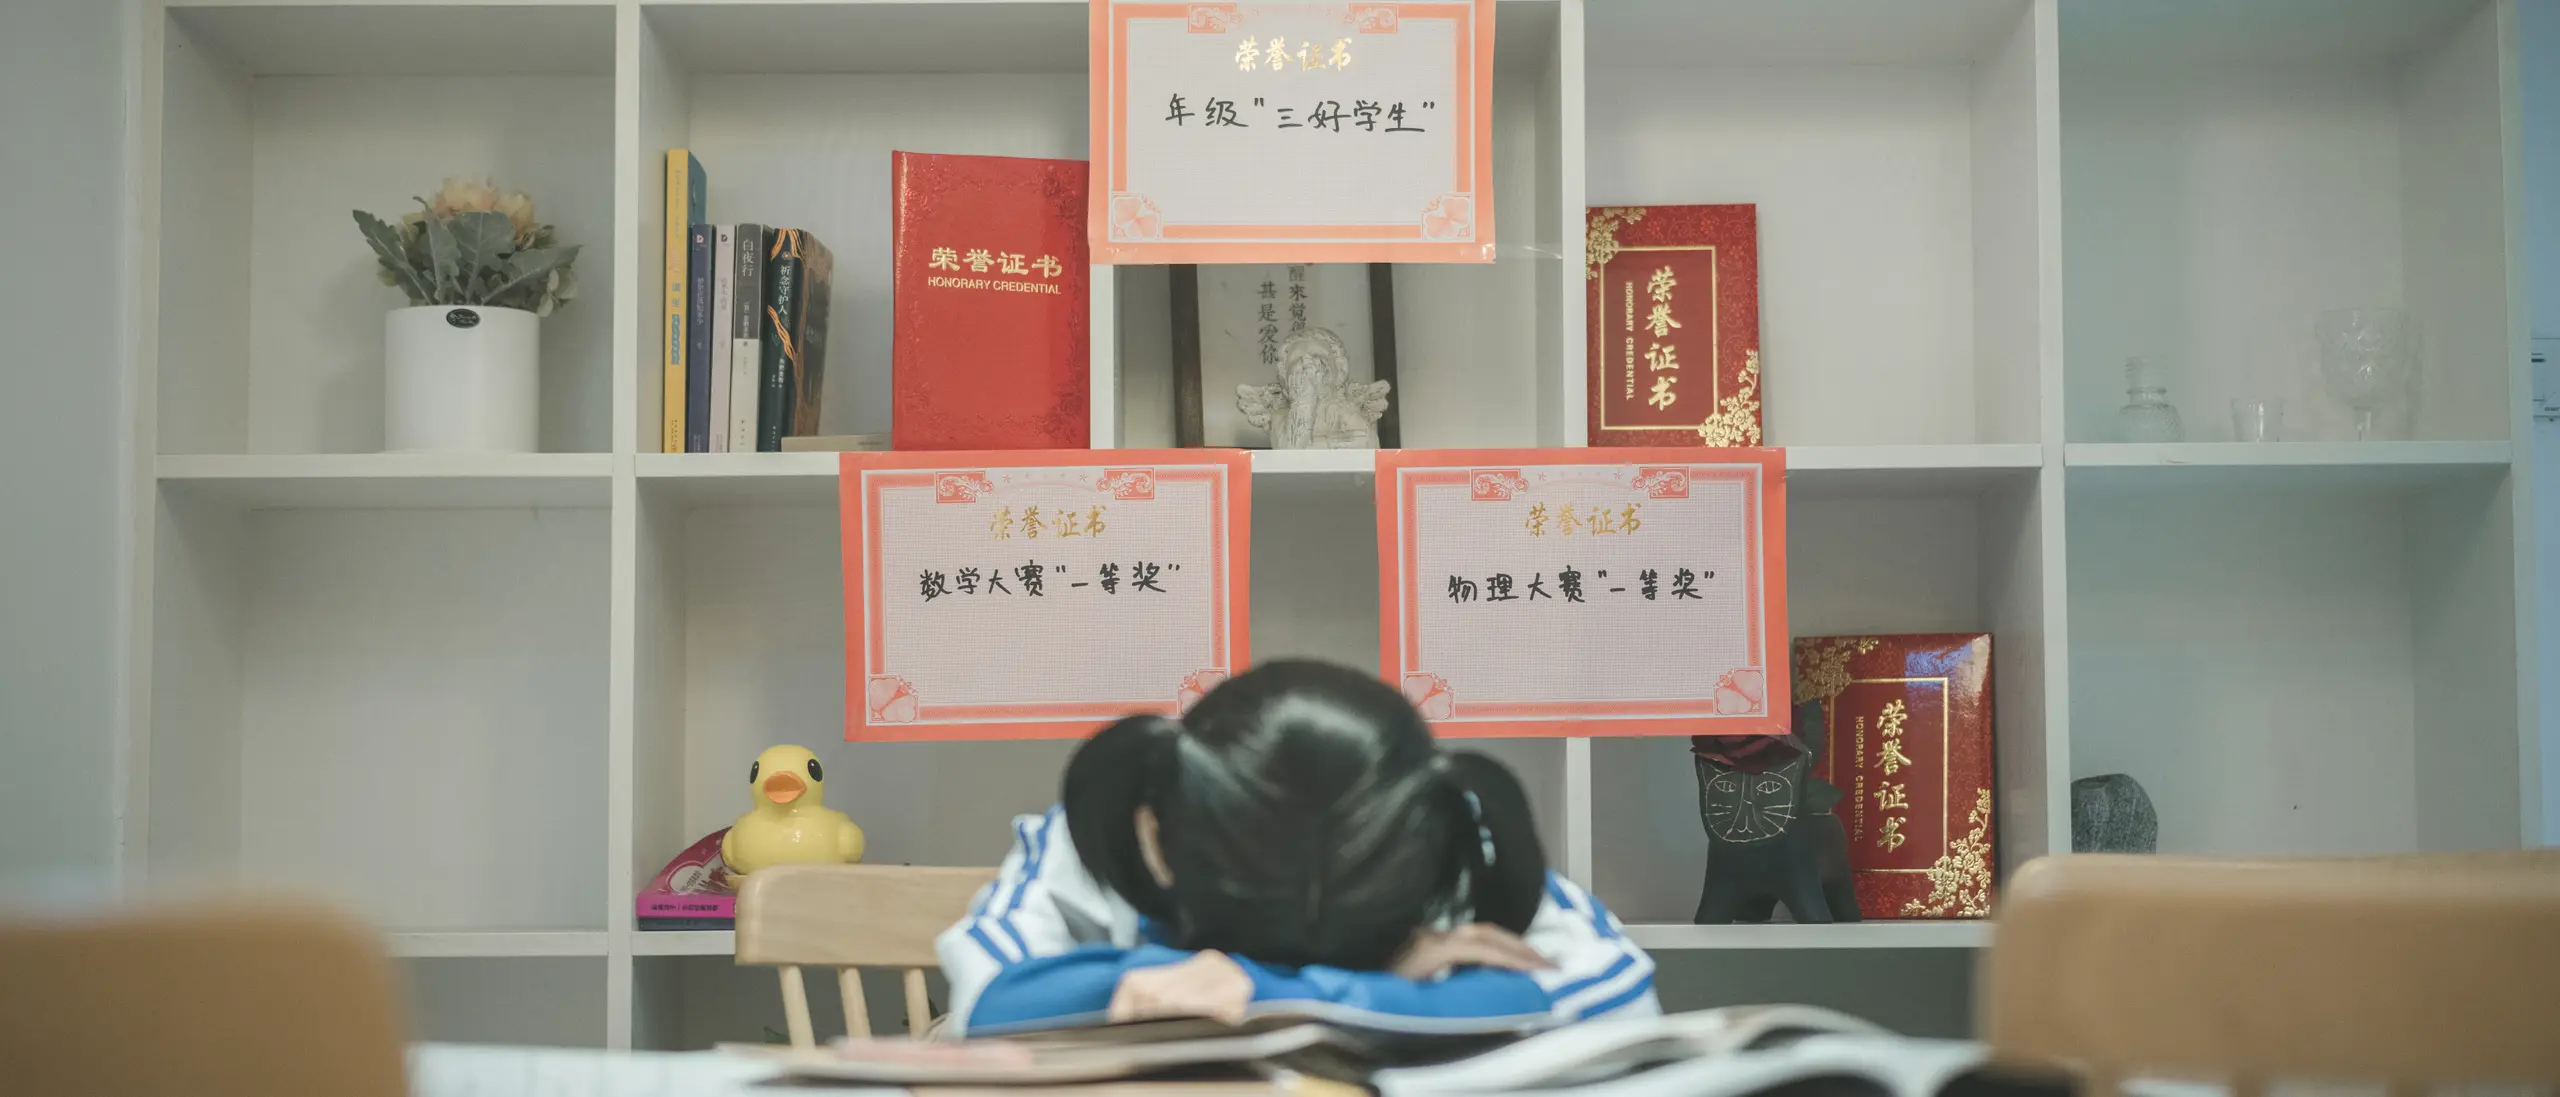 荣誉证书
年级"三好学生"
白夜行
祈念守护人
荣誉证书
HONORARY CREDENTIAL
醒来觉得
甚是爱你
荣誉证书
HONORARY CREDENTIAL
荣誉证书
数学大赛"一等奖"
荣誉证书
物理大赛"一等奖"
荣誉证书
HONORARY CREDENTIAL